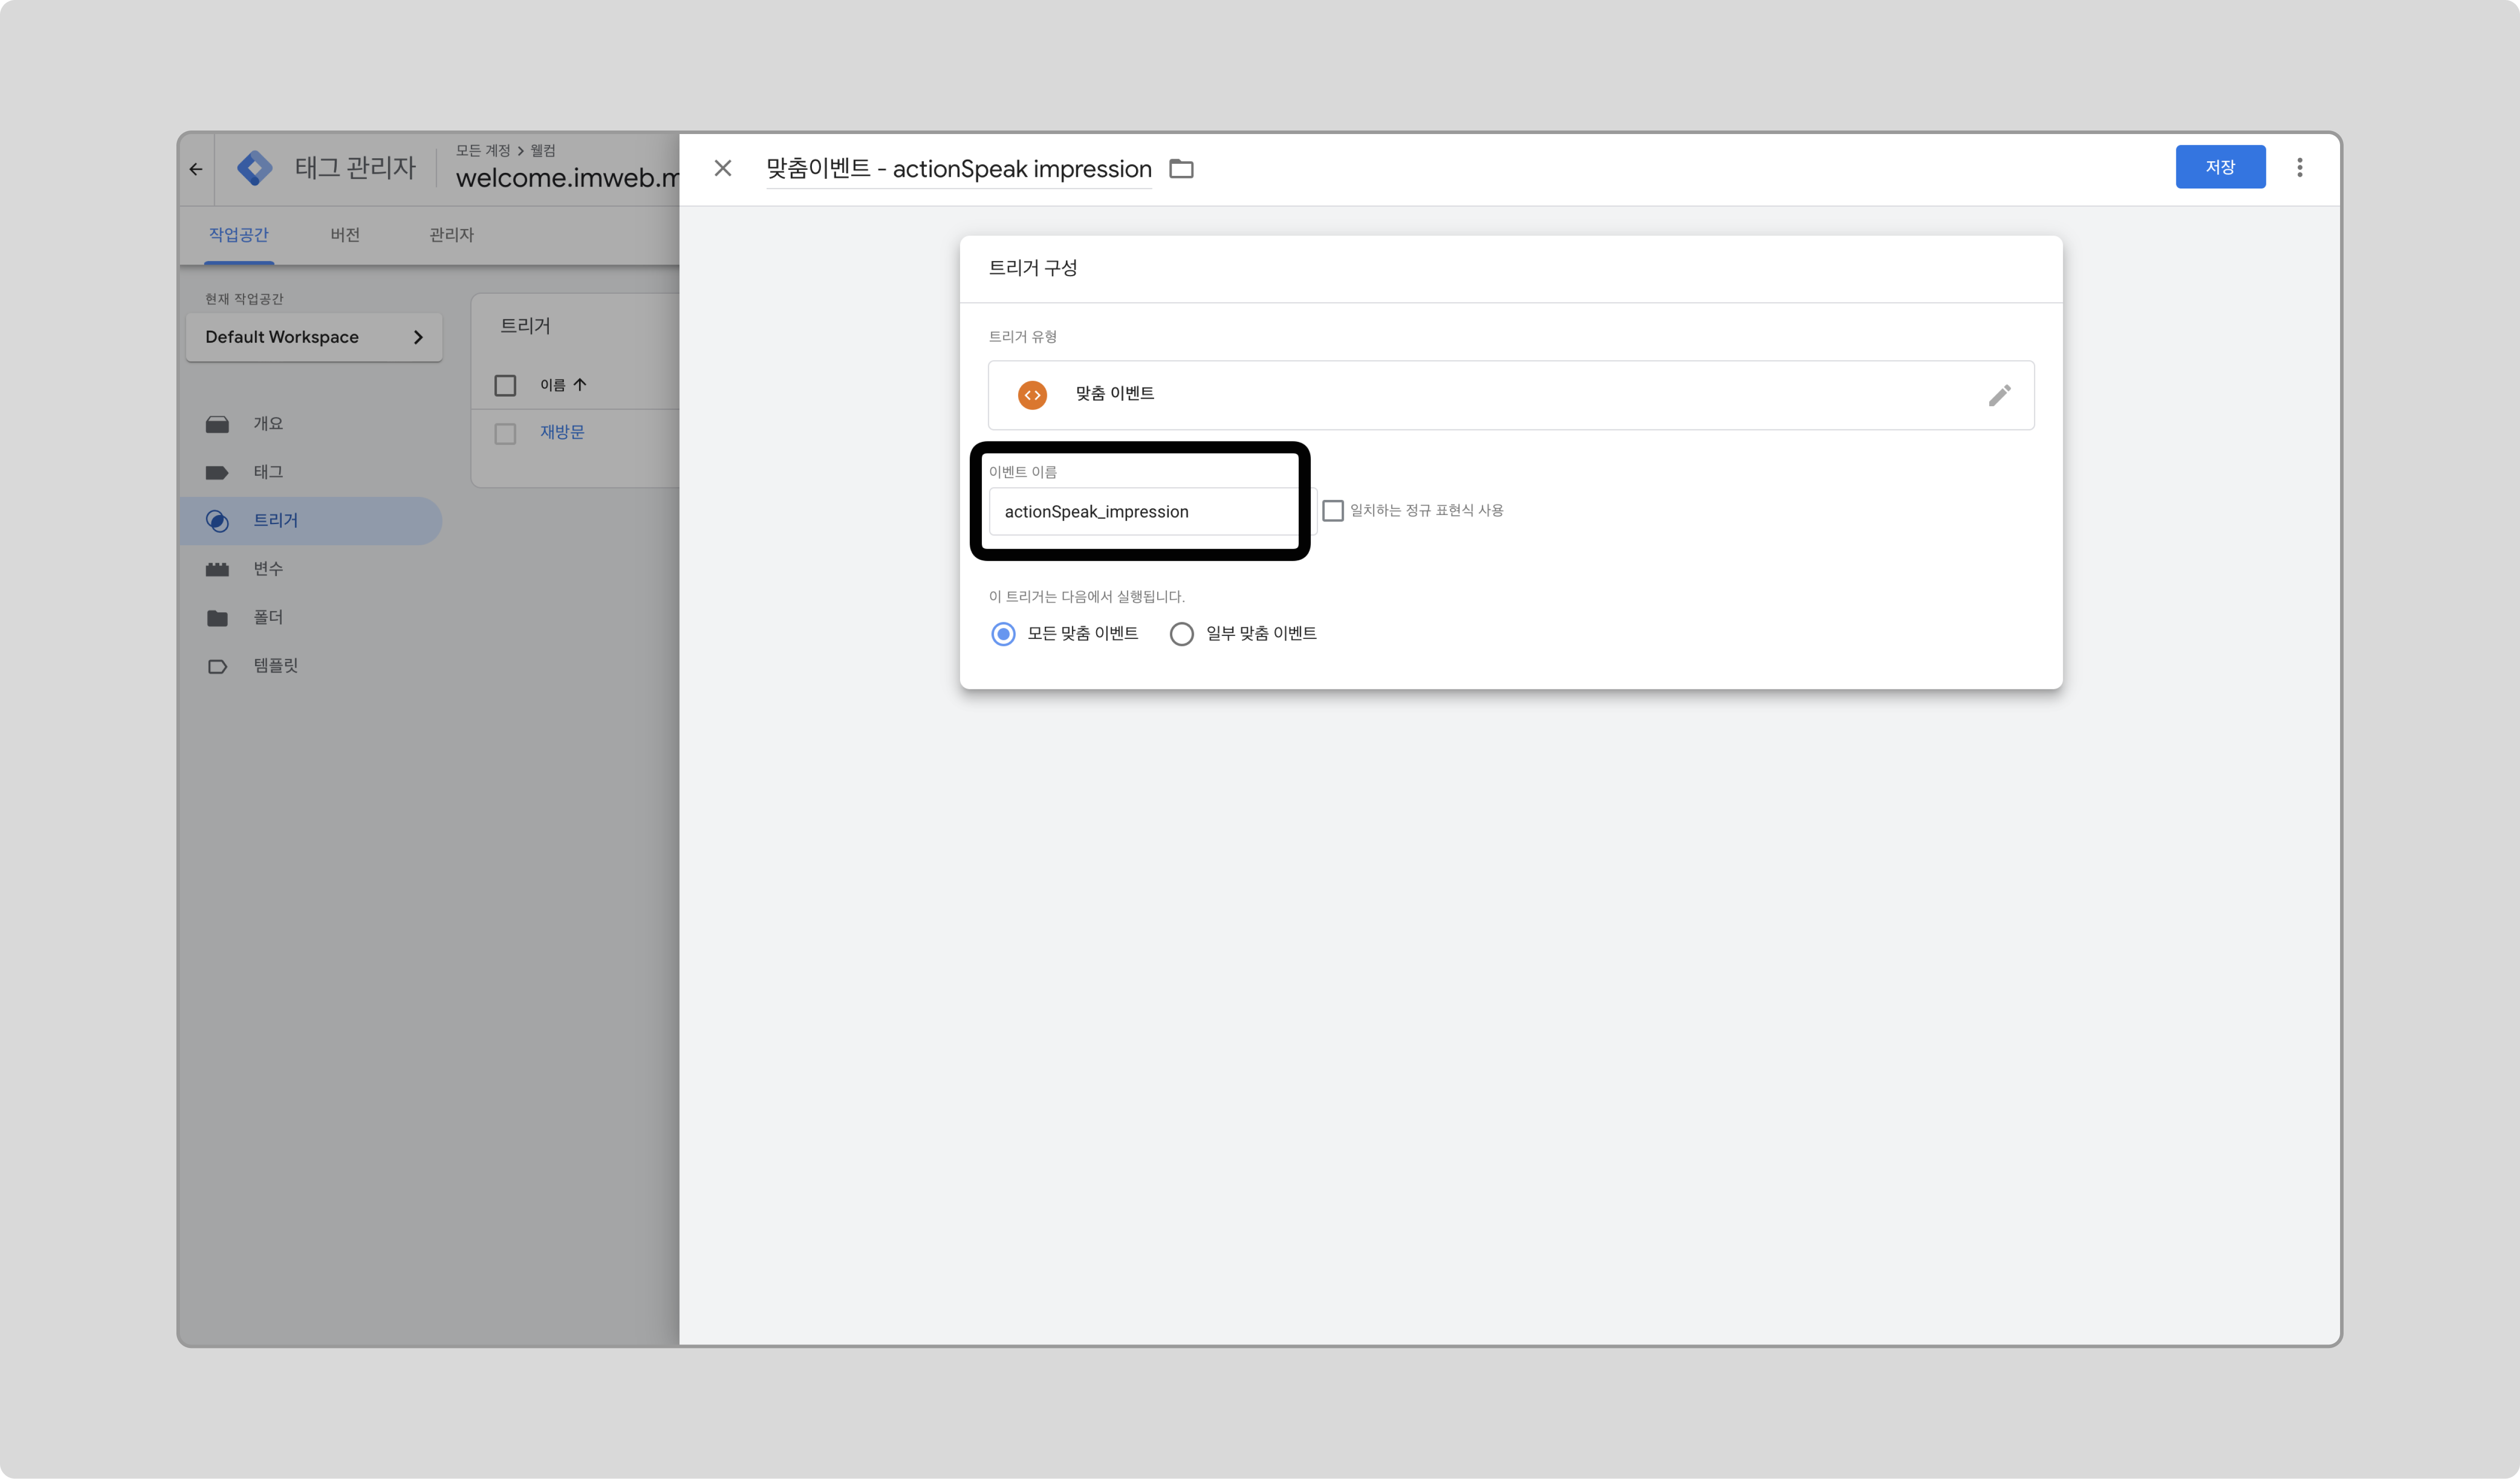 태그 관리자
모든 계정 > 웰컴
welcome.imweb.m
맞춤이벤트 - actionSpeak impression
저장
작업공간
버전
관리자
현재 작업공간
Default Workspace
개요
태그
트리거
변수
폴더
템플릿
트리거
이름
재방문
트리거 구성
트리거 유형
맞춤 이벤트
이벤트 이름
actionSpeak_impression
일치하는 정규 표현식 사용
이 트리거는 다음에서 실행됩니다.
모든 맞춤 이벤트
일부 맞춤 이벤트